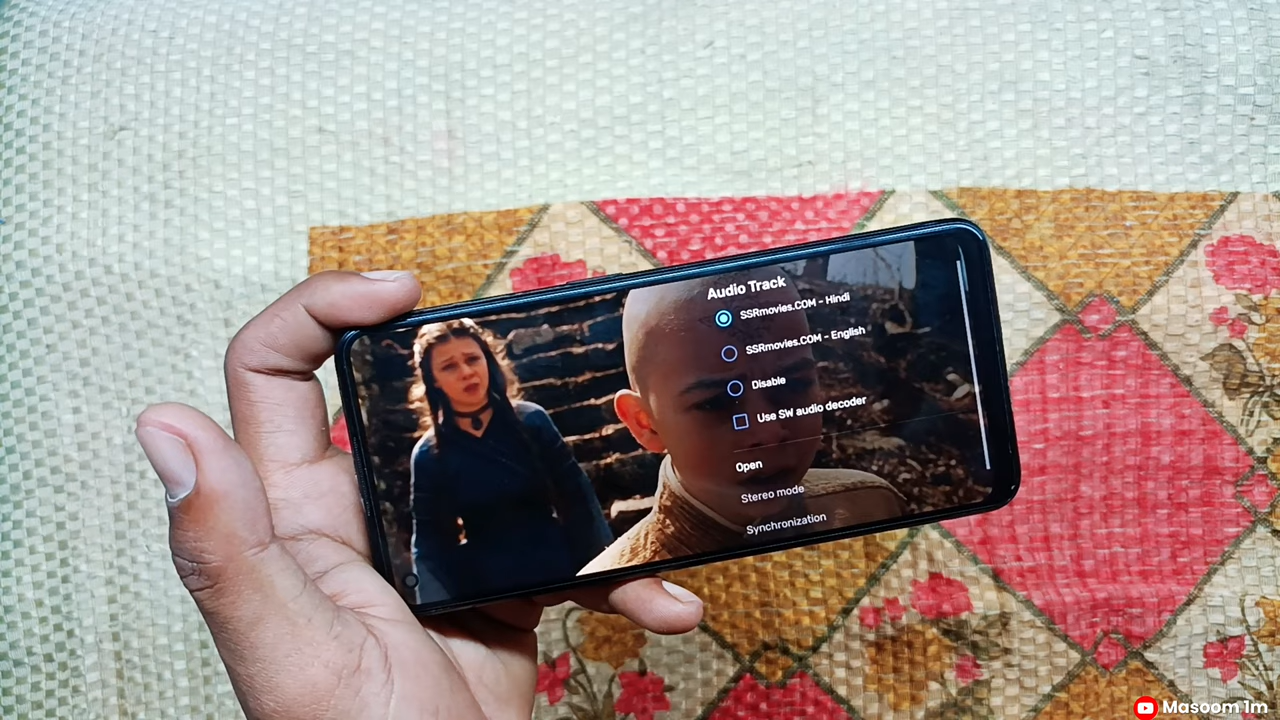 Audio Track
SSRmovies.COM - Hindi
SSRmovies.COM - English
Disable
Use SW audio decoder
Open
Stereo mode
Synchronization
Masoom 1m